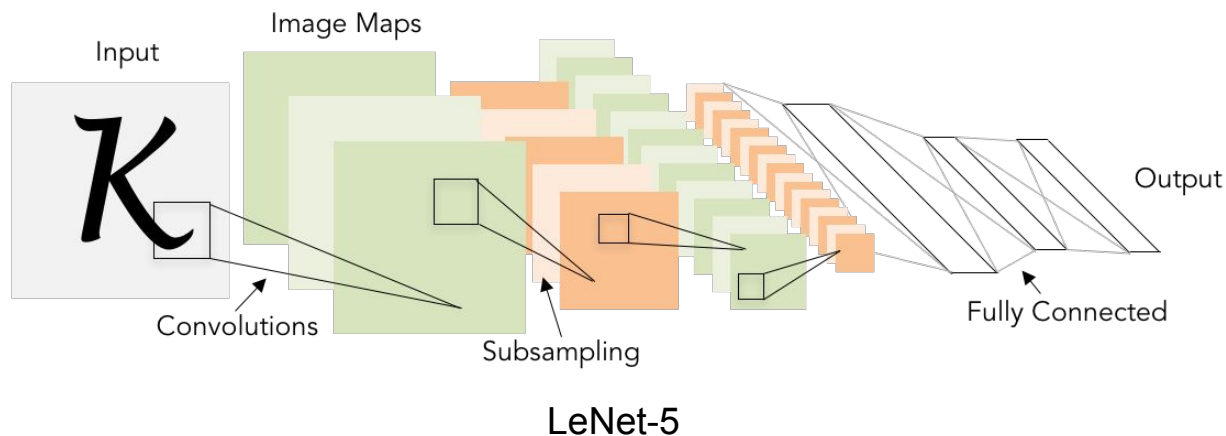 Image Maps
Input
K
Output
Convolutions
Fully Connected
Subsampling
LeNet-5